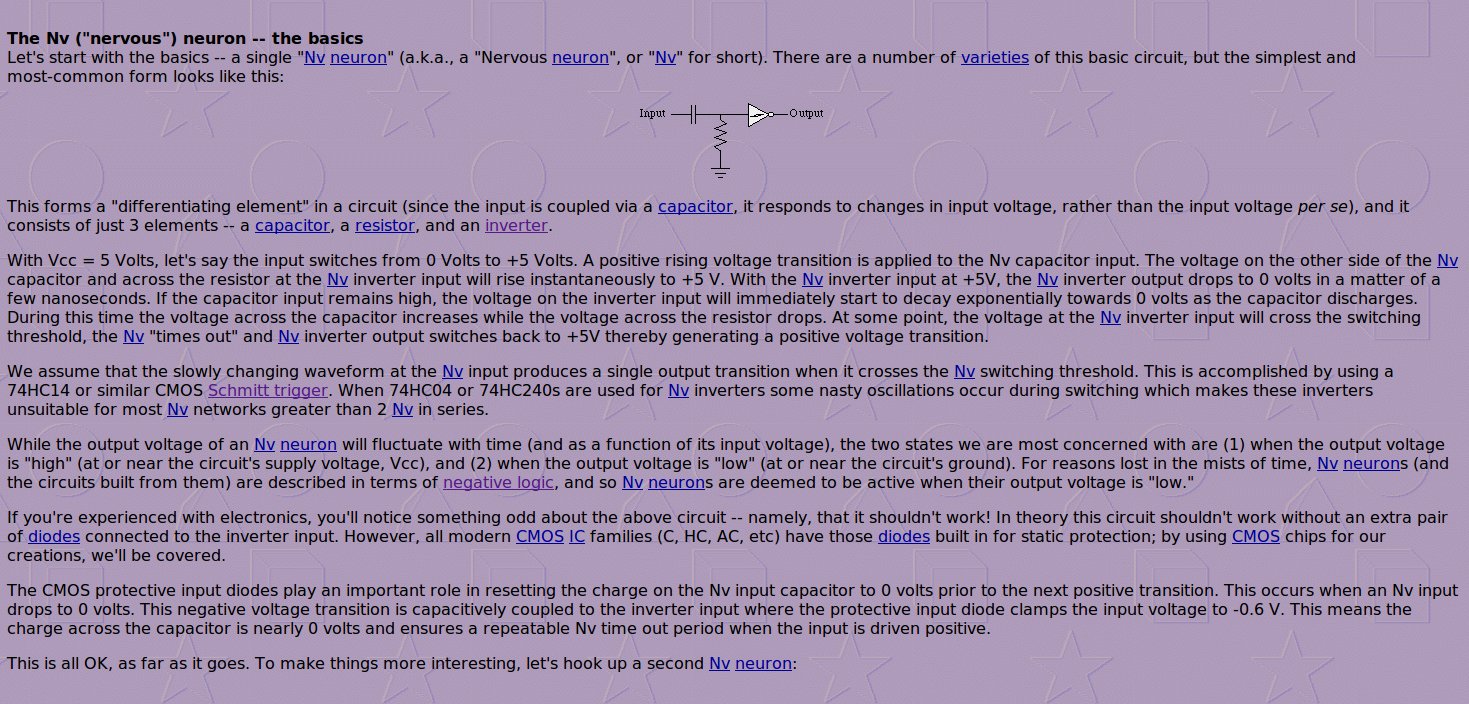 The Nv ("nervous") neuron -- the basics
Let's start with the basics -- a single "Nv neuron" (a.k.a., a "Nervous neuron", or "Nv" for short). There are a number of varieties of this basic circuit, but the simplest and
most-common form looks like this:
Input Output
This forms a "differentiating element" in a circuit (since the input is coupled via a capacitor, it responds to changes in input voltage, rather than the input voltage per se), and it
consists of just 3 elements -- a capacitor, a resistor, and an inverter.
With Vcc = 5 Volts, let's say the input switches from 0 Volts to +5 Volts. A positive rising voltage transition is applied to the Nv capacitor input. The voltage on the other side of the Nv
capacitor and across the resistor at the Nv inverter input will rise instantaneously to +5 V. With the Nv inverter input at +5V, the Nv inverter output drops to 0 volts in a matter of a
few nanoseconds. If the capacitor input remains high, the voltage on the inverter input will immediately start to decay exponentially towards 0 volts as the capacitor discharges.
During this time the voltage across the capacitor increases while the voltage across the resistor drops. At some point, the voltage at the Nv inverter input will cross the switching
threshold, the Nv "times out" and Nv inverter output switches back to +5V thereby generating a positive voltage transition.
We assume that the slowly changing waveform at the Nv input produces a single output transition when it crosses the Nv switching threshold. This is accomplished by using a
74HC14 or similar CMOS Schmitt trigger. When 74HC04 or 74HC240s are used for Nv inverters some nasty oscillations occur during switching which makes these inverters
unsuitable for most Nv networks greater than 2 Nv in series.
While the output voltage of an Nv neuron will fluctuate with time (and as a function of its input voltage), the two states we are most concerned with are (1) when the output voltage
is "high" (at or near the circuit's supply voltage, Vcc), and (2) when the output voltage is "low" (at or near the circuit's ground). For reasons lost in the mists of time, Nv neurons (and
the circuits built from them) are described in terms of negative logic, and so Nv neurons are deemed to be active when their output voltage is "low."
If you're experienced with electronics, you'll notice something odd about the above circuit -- namely, that it shouldn't work! In theory this circuit shouldn't work without an extra pair
of diodes connected to the inverter input. However, all modern CMOS IC families (C, HC, AC, etc) have those diodes built in for static protection; by using CMOS chips for our
creations, we'll be covered.
The CMOS protective input diodes play an important role in resetting the charge on the Nv input capacitor to 0 volts prior to the next positive transition. This occurs when an Nv input
drops to 0 volts. This negative voltage transition is capacitively coupled to the inverter input where the protective input diode clamps the input voltage to -0.6 V. This means the
charge across the capacitor is nearly 0 volts and ensures a repeatable Nv time out period when the input is driven positive.
This is all OK, as far as it goes. To make things more interesting, let's hook up a second Nv neuron: